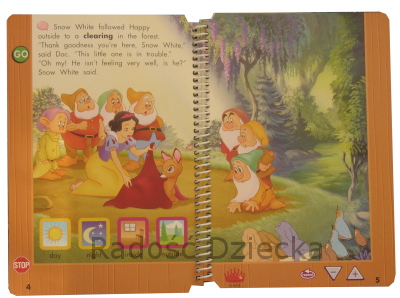 Snow White followed Happy
outside to a clearing in the forest.
"Thank goodness you're here, Snow White,"
said Doc. "This little one is in trouble."
"Oh my! He isn't feeling very well, is he?"
Snow White said.
GO
day
STOP
Radość Dziecka
4
5